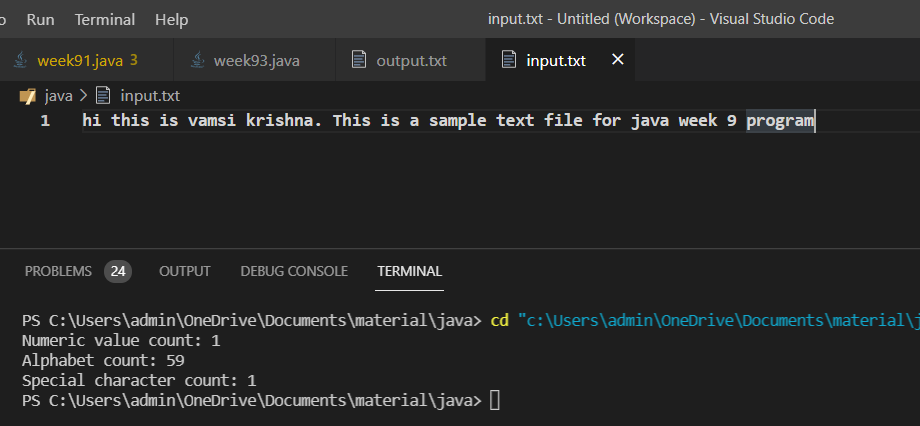 Run Terminal Help input.txt - Untitled (Workspace) - Visual Studio Code
week91.java 3 week93.java output.txt input.txt ×
java > input.txt
1 hi this is vamsi krishna. This is a sample text file for java week 9 program
PROBLEMS 24 OUTPUT DEBUG CONSOLE TERMINAL
PS C:\Users\admin\OneDrive\Documents\material\java> cd "c:\Users\admin\OneDrive\Documents\material\j
Numeric value count: 1
Alphabet count: 59
Special character count: 1
PS C:\Users\admin\OneDrive\Documents\material\java>